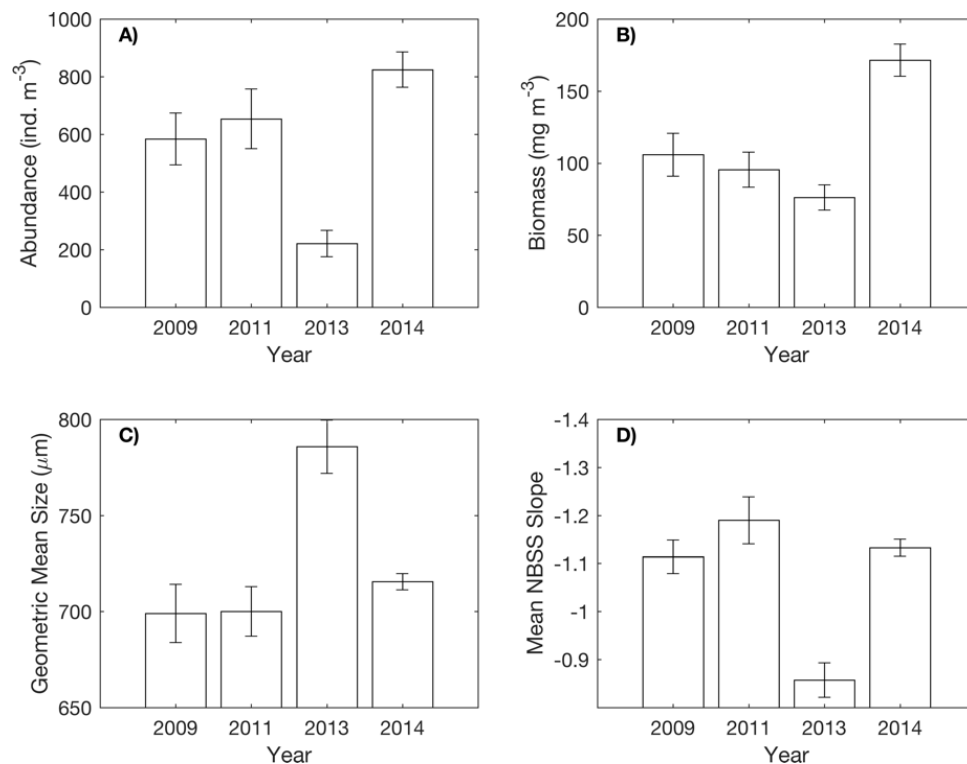 A)
1000
800
600
400
200
0
Abundance (ind. m⁻³)
2009 2011 2013 2014
Year
B)
200
150
100
50
0
Biomass (mg m⁻³)
2009 2011 2013 2014
Year
C)
800
750
700
650
Geometric Mean Size (μm)
2009 2011 2013 2014
Year
D)
-1.4
-1.3
-1.2
-1.1
-1
-0.9
Mean NBSS Slope
2009 2011 2013 2014
Year